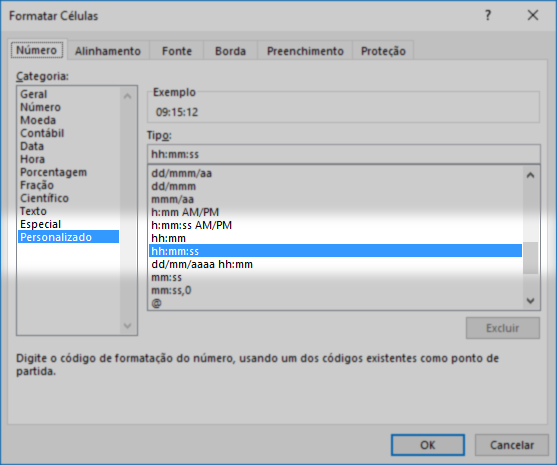 Formatar Células
? ×
Número Alinhamento Fonte Borda Preenchimento Proteção
Categoria:
Geral
Número
Moeda
Contábil
Data
Hora
Porcentagem
Fração
Científico
Texto
Especial
Personalizado
Exemplo
09:15:12
Tipo:
hh:mm:ss
dd/mmm/aa
dd/mmm
mmm/aa
h:mm AM/PM
h:mm:ss AM/PM
hh:mm
hh:mm:ss
dd/mm/aaaa hh:mm
mm:ss
mm:ss,0
@
Excluir
Digite o código de formatação do número, usando um dos códigos existentes como ponto de
partida.
OK Cancelar